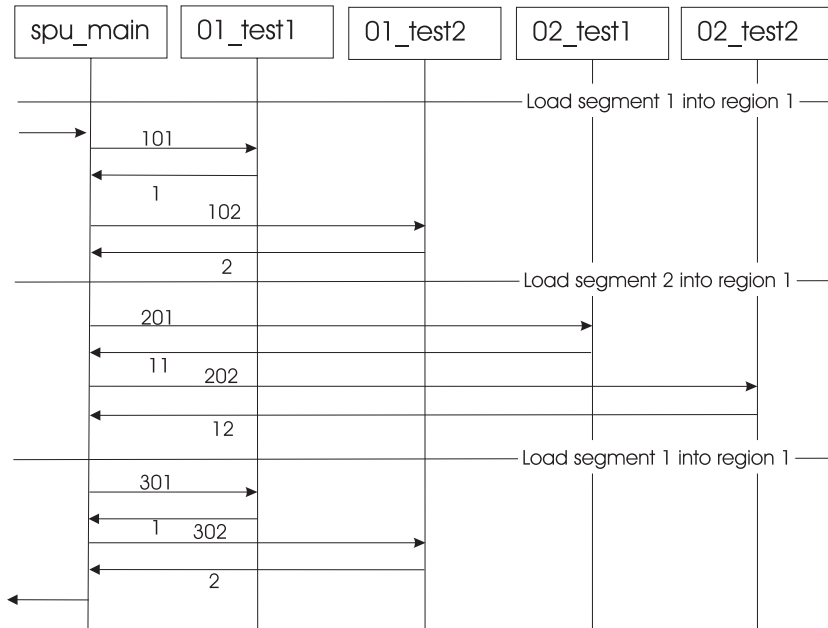 spu_main 01_test1 01_test2 02_test1 02_test2
Load segment 1 into region 1
101
1
102
2
Load segment 2 into region 1
201
11
202
12
Load segment 1 into region 1
301
1 302
2